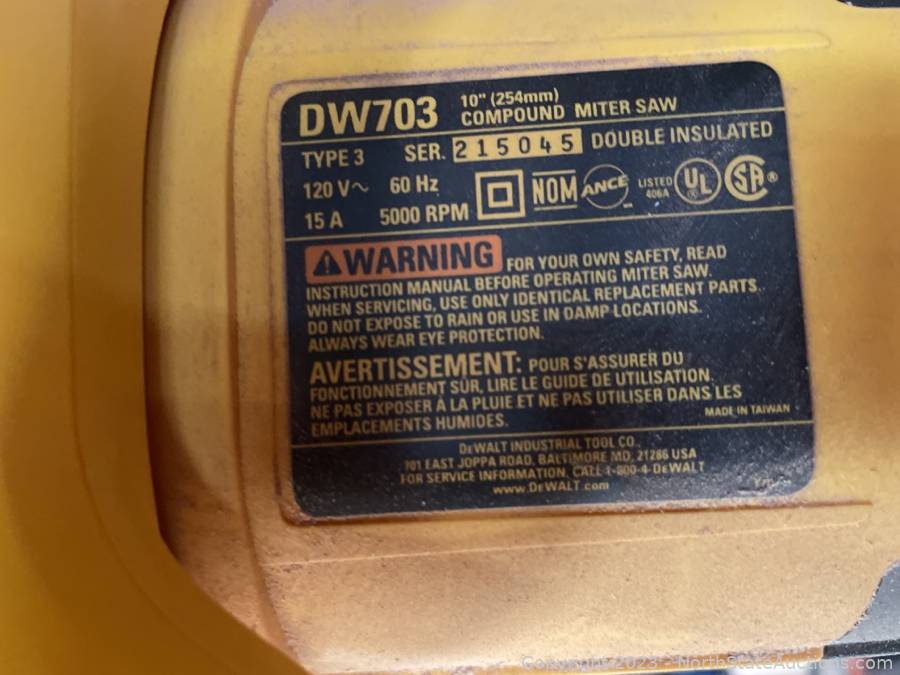 DW703 10" (254mm)
COMPOUND MITER SAW
TYPE 3 SER. 215045 DOUBLE INSULATED
120 V~ 60 Hz NOM ANCE LISTED 406A UL SA ®
15 A 5000 RPM
WARNING FOR YOUR OWN SAFETY, READ
INSTRUCTION MANUAL BEFORE OPERATING MITER SAW.
WHEN SERVICING, USE ONLY IDENTICAL REPLACEMENT PARTS.
DO NOT EXPOSE TO RAIN OR USE IN DAMP LOCATIONS.
ALWAYS WEAR EYE PROTECTION.
AVERTISSEMENT: POUR S'ASSURER DU
FONCTIONNEMENT SÛR, LIRE LE GUIDE DE UTILISATION.
NE PAS EXPOSER À LA PLUIE ET NE PAS UTILISER DANS LES
EMPLACEMENTS HUMIDES.
MADE IN TAIWAN
DEWALT INDUSTRIAL TOOL CO.,
701 EAST JOPPA ROAD, BALTIMORE MD, 21286 USA
FOR SERVICE INFORMATION, CALL 1-800-4-DEWALT
www.DEWALT.com
Copyright 2023 - NorthStateAuctions.com